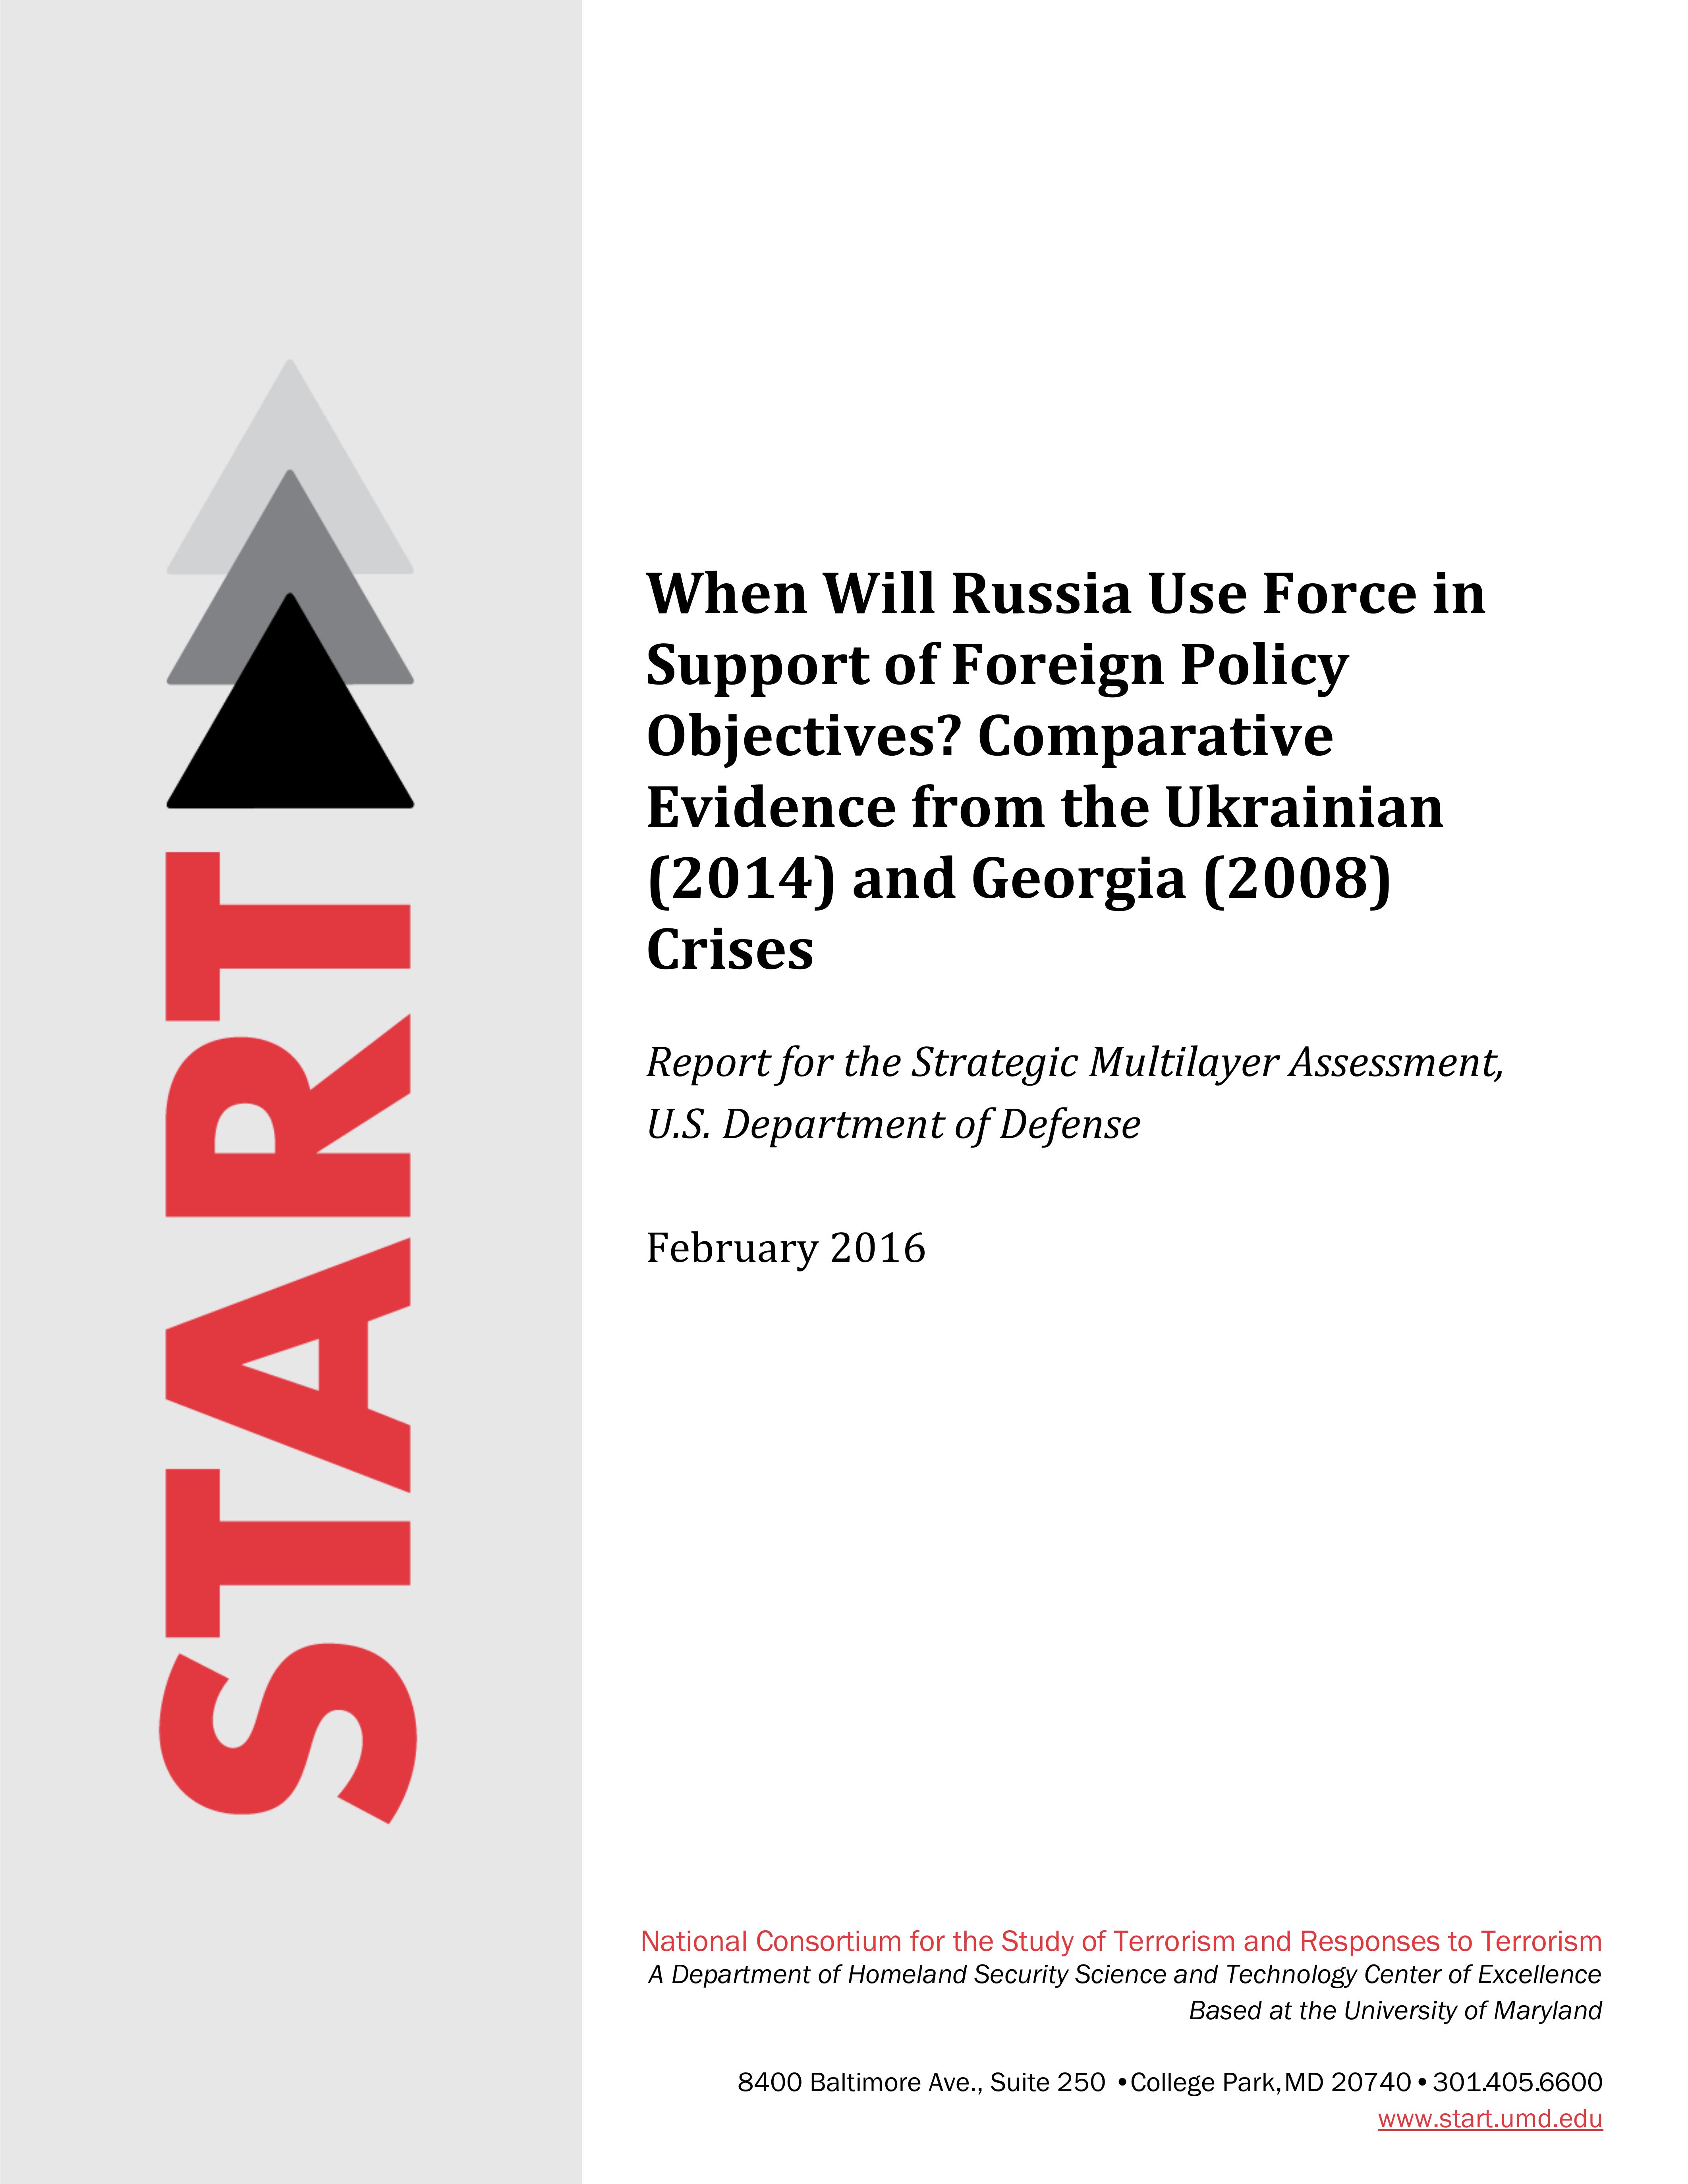 START
When Will Russia Use Force in
Support of Foreign Policy
Objectives? Comparative
Evidence from the Ukrainian
(2014) and Georgia (2008)
Crises
Report for the Strategic Multilayer Assessment,
U.S. Department of Defense
February 2016
National Consortium for the Study of Terrorism and Responses to Terrorism
A Department of Homeland Security Science and Technology Center of Excellence
Based at the University of Maryland
8400 Baltimore Ave., Suite 250 •College Park, MD 20740 • 301.405.6600
www.start.umd.edu